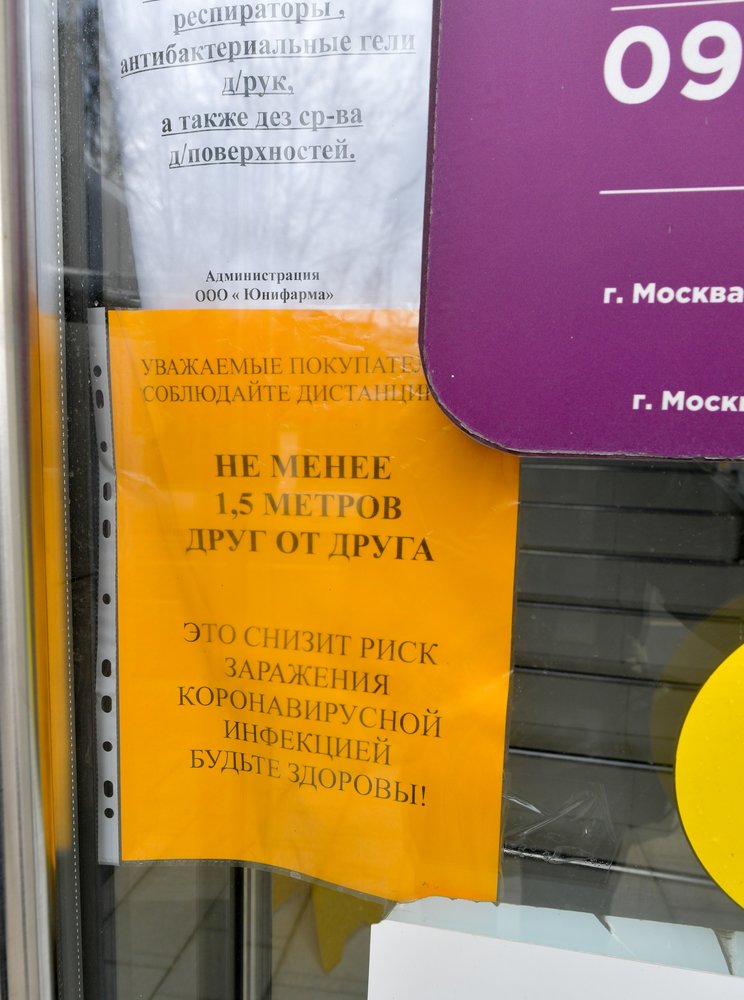 респираторы ,
антибактериальные гели
д/рук,
а также дез ср-ва
д/поверхностей.
Администрация
ООО « Юнифарма»
УВАЖАЕМЫЕ ПОКУПАТЕЛ
СОБЛЮДАЙТЕ ДИСТАНЦИ
НЕ МЕНЕЕ
1,5 МЕТРОВ
ДРУГ ОТ ДРУГА
ЭТО СНИЗИТ РИСК
ЗАРАЖЕНИЯ
КОРОНАВИРУСНОЙ
ИНФЕКЦИЕЙ
БУДЬТЕ ЗДОРОВЫ!
09
г. Москва
г. Моск